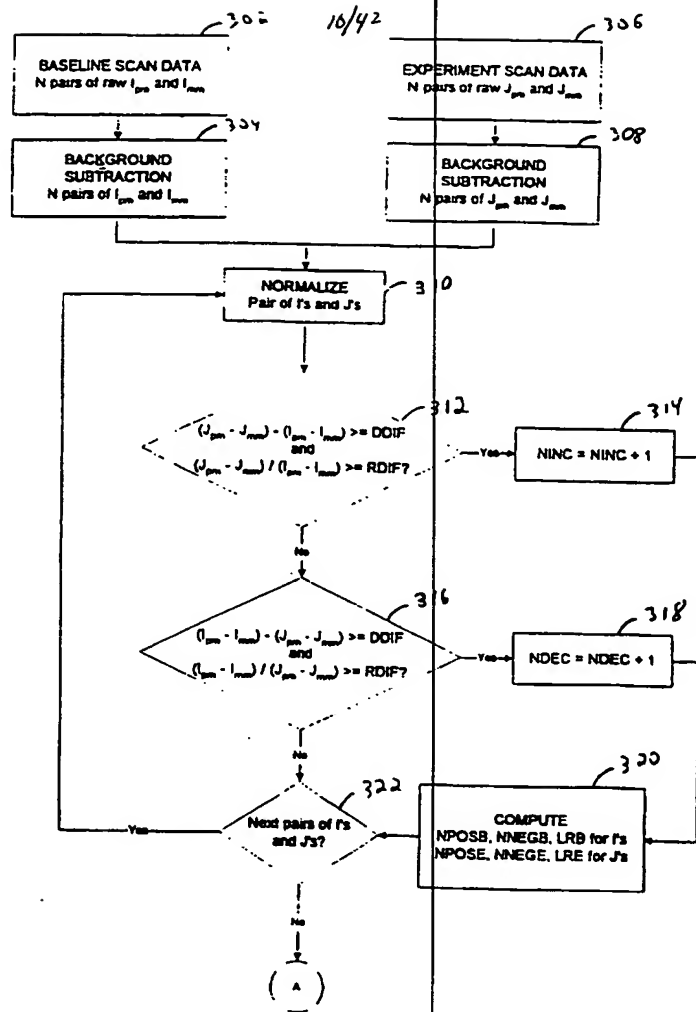 302
10/42
306
BASELINE SCAN DATA
N pairs of raw Ipm and Imm
EXPERIMENT SCAN DATA
N pairs of raw Jpm and Jmm
304
308
BACKGROUND
SUBTRACTION
N pairs of Ipm and Imm
BACKGROUND
SUBTRACTION
N pairs of Jpm and Jmm
NORMALIZE
Pair of I's and J's
310
312
(Jpm - Jmm) - (Ipm - Imm) >= DDIF
and
(Jpm - Jmm) / (Ipm - Imm) >= RDIF?
Yes
314
NINC = NINC + 1
No
316
(Ipm - Imm) - (Jpm - Jmm) >= DDIF
and
(Ipm - Imm) / (Jpm - Jmm) >= RDIF?
Yes
318
NDEC = NDEC + 1
No
322
Next pairs of I's
and J's?
Yes
320
COMPUTE
NPOSB, NNEGB, LRB for I's
NPOSE, NNEGE, LRE for J's
No
A